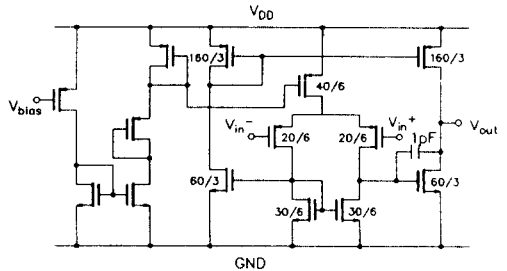 VDD
160/3
160/3
40/6
Vbias
Vin-
Vin+
Vout
20/6
20/6
1pF
60/3
60/3
30/6
30/6
GND